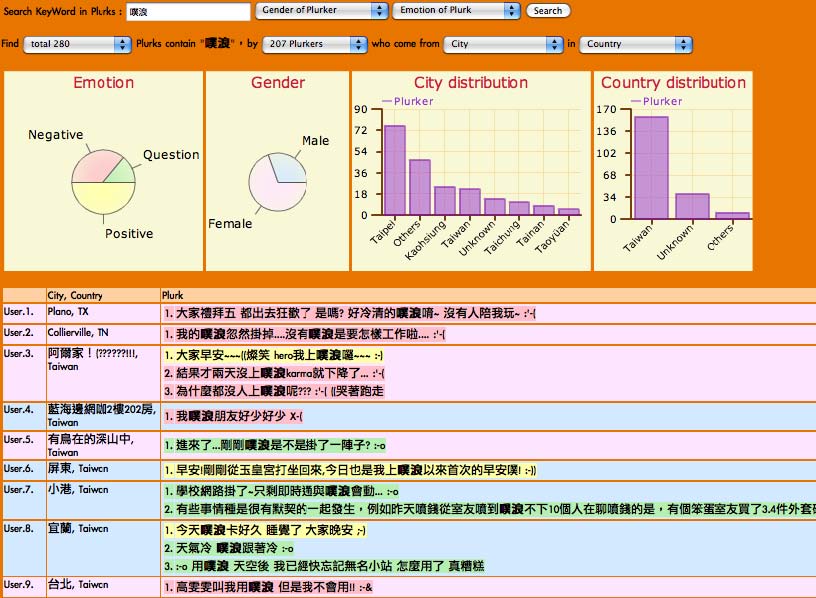 Search KeyWord in Plurks : 噗浪 Gender of Plurker Emotion of Plurk Search
Find total 280 Plurks contain "噗浪"，by 207 Plurkers who come from City in Country
Emotion
Negative
Question
Positive
Gender
Male
Female
City distribution
Plurker
90
72
54
36
18
0
Taipei Others Kaohsiung Taiwan Unknown Taichung Tainan Taoyuan
Country distribution
Plurker
170
136
102
68
34
0
Taiwan Unknown Others
City, Country Plurk
User.1. Plano, TX 1. 大家禮拜五 都出去狂歡了 是嗎? 好冷清的噗浪唷~ 沒有人陪我玩~ :'-(
User.2. Collierville, TN 1. 我的噗浪忽然掛掉....沒有噗浪是要怎樣工作啦.... :'-(
User.3. 阿爾家！(??????!!!, Taiwan
1. 大家早安~~~((燦笑 hero我上噗浪囉~~~ :-)
2. 結果才兩天沒上噗浪karma就下降了... :'-(
3. 為什麼都沒人上噗浪呢??? :'-( ((哭著跑走
User.4. 藍海邊網咖2樓202房, Taiwan
1. 我噗浪朋友好少好少 X-(
User.5. 有鳥在的深山中, Taiwan
1. 進來了...剛剛噗浪是不是掛了一陣子? :-o
User.6. 屏東, Taiwan 1. 早安!剛剛從玉皇宮打坐回來,今日也是我上噗浪以來首次的早安噗! :-))
User.7. 小港, Taiwan 1. 學校網路掛了~只剩即時通與噗浪會動... :-o
2. 有些事情種是很有默契的一起發生，例如昨天噴錢從室友噴到噗浪不下10個人在聊噴錢的是，有個笨蛋室友買了3.4件外套
User.8. 宜蘭, Taiwan 1. 今天噗浪卡好久 睡覺了 大家晚安 ;-)
2. 天氣冷 噗浪跟著冷 :-o
3. :-o 用噗浪 天空後 我已經快忘記無名小站 怎麼用了 真糟糕
User.9. 台北, Taiwan 1. 高雯雯叫我用噗浪 但是我不會用!! :-&